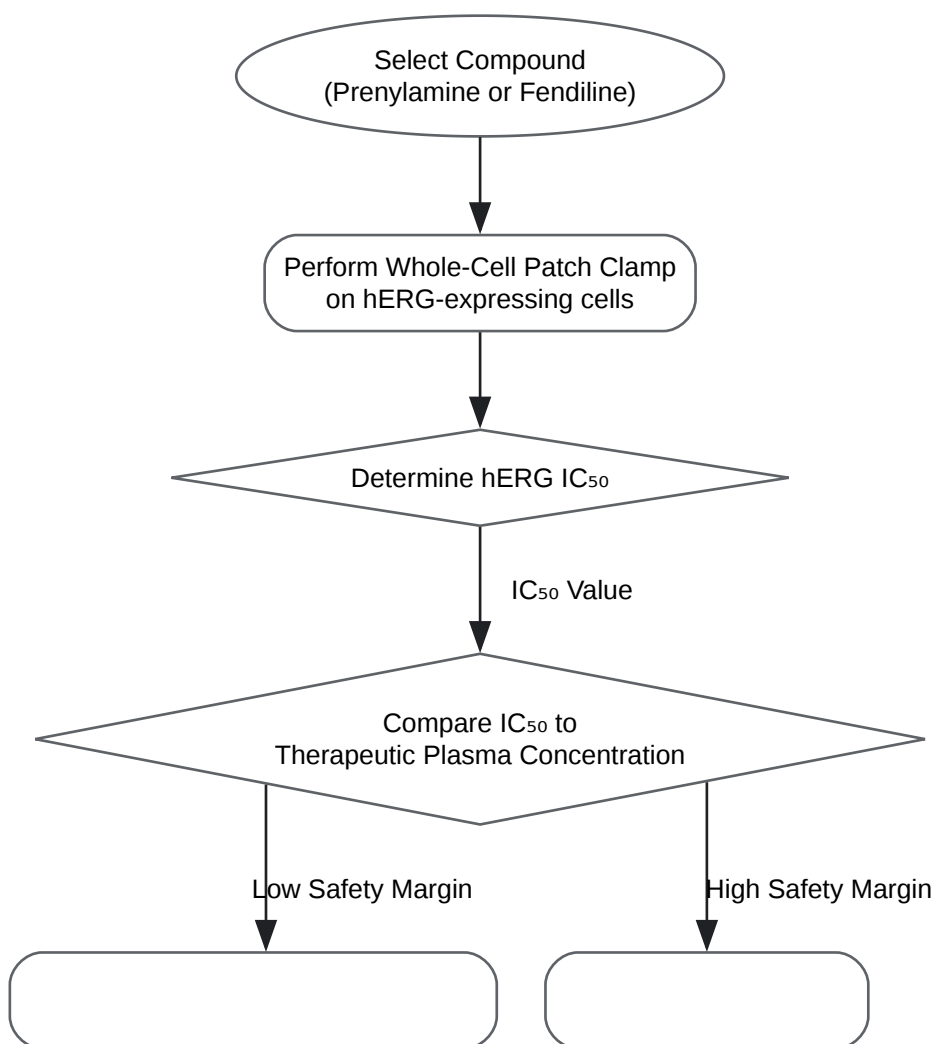 Select Compound
(Prenylamine or Fendiline)
Perform Whole-Cell Patch Clamp
on hERG-expressing cells
Determine hERG IC₅₀
IC₅₀ Value
Compare IC₅₀ to
Therapeutic Plasma Concentration
Low Safety Margin
High Safety Margin